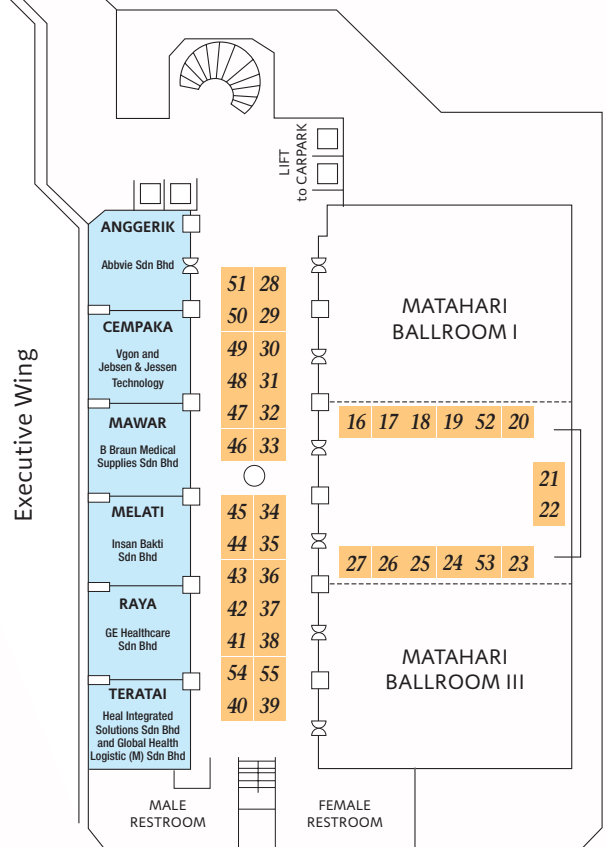 LIFT
to CARPARK
ANGGERIK
Abbvie Sdn Bhd
CEMPAKA
Vgon and
Jebsen & Jessen
Technology
MAWAR
B Braun Medical
Supplies Sdn Bhd
MELATI
Insan Bakti
Sdn Bhd
RAYA
GE Healthcare
Sdn Bhd
TERATAI
Heal Integrated
Solutions Sdn Bhd
and Global Health
Logistic (M) Sdn Bhd
Executive Wing
51 28
50 29
49 30
48 31
47 32
46 33
45 34
44 35
43 36
42 37
41 38
54 55
40 39
MATAHARI
BALLROOM I
16 17 18 19 52 20
21
22
27 26 25 24 53 23
MATAHARI
BALLROOM III
MALE
RESTROOM
FEMALE
RESTROOM